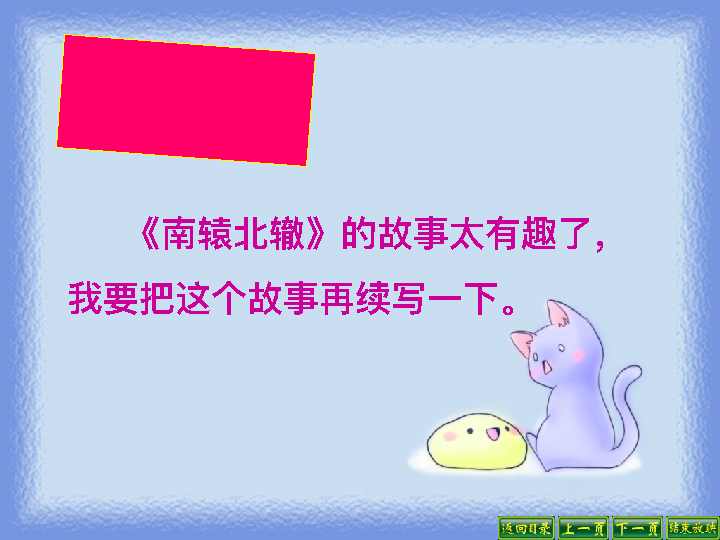 《南辕北辙》的故事太有趣了，
我要把这个故事再续写一下。
返回目录 上一页 下一页 结束放映